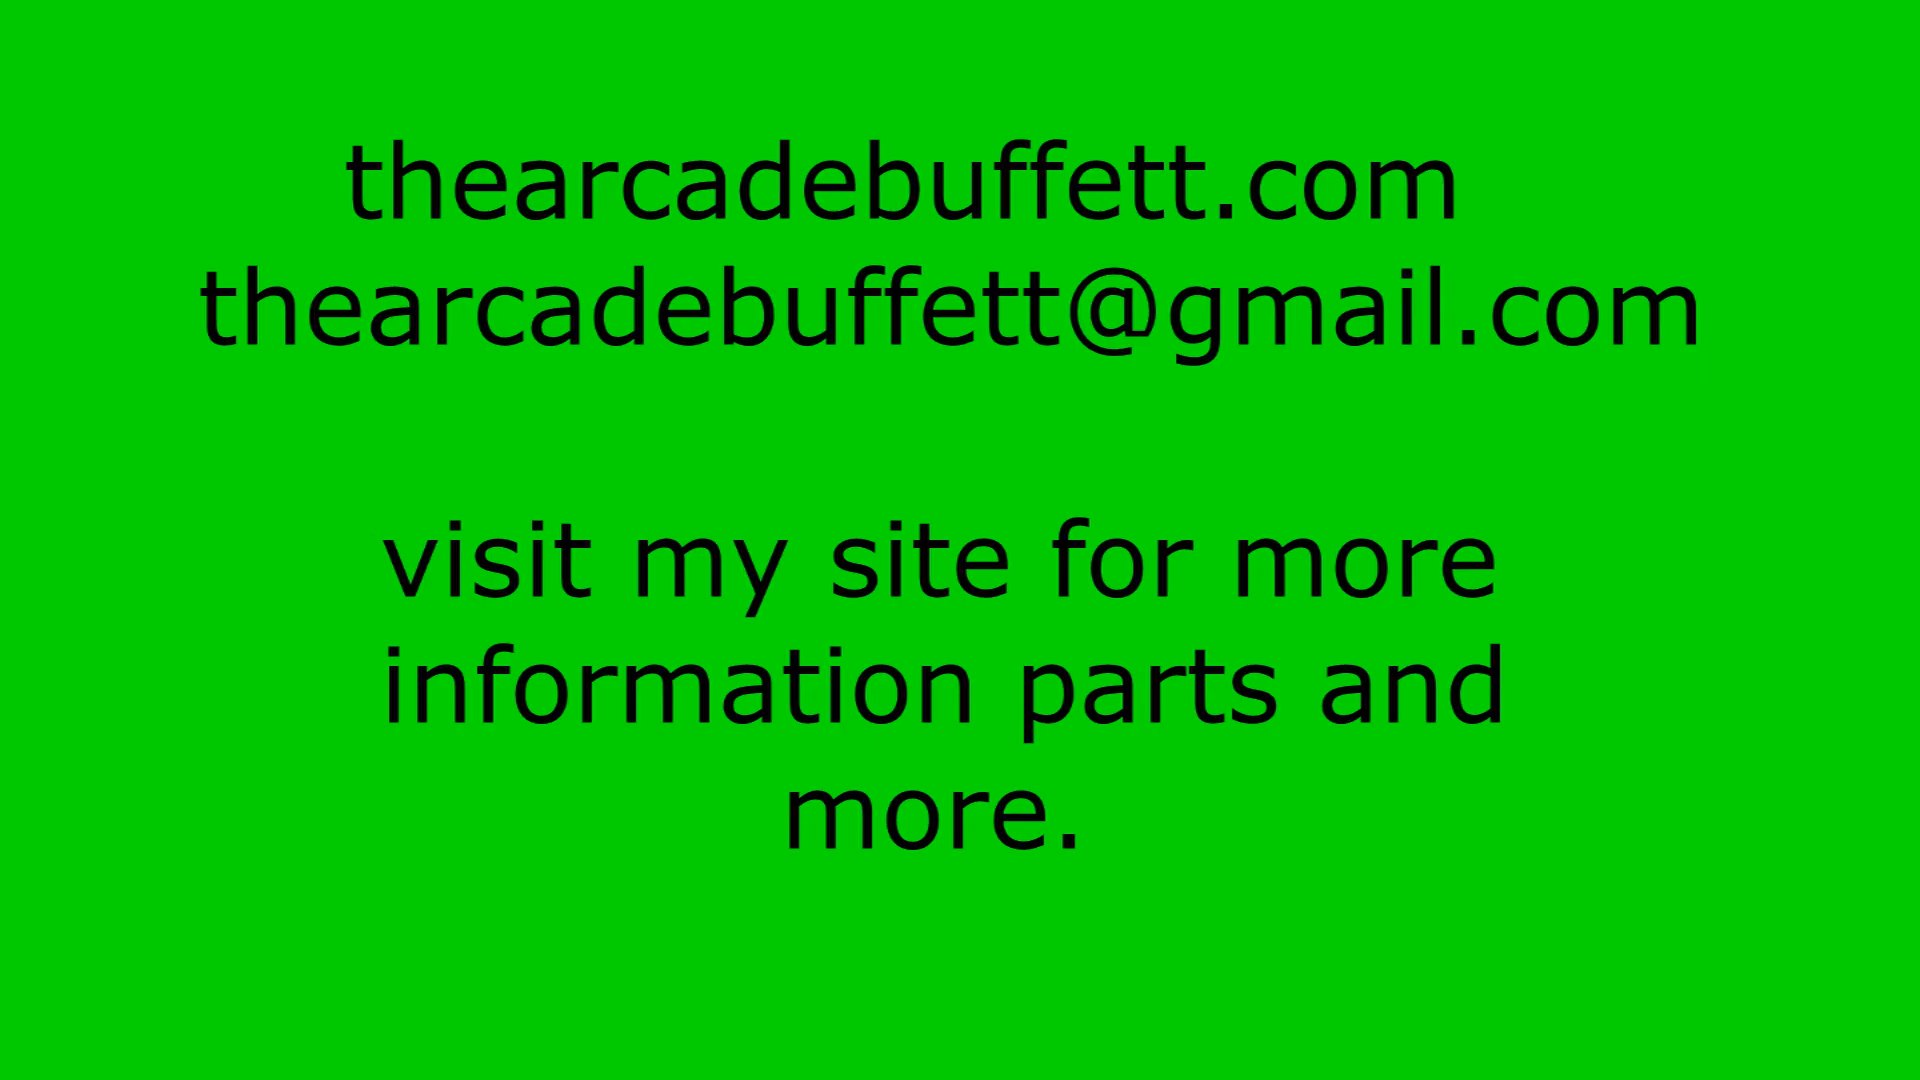 thearcadebuffett.com
thearcadebuffett@gmail.com
visit my site for more
information parts and
more.